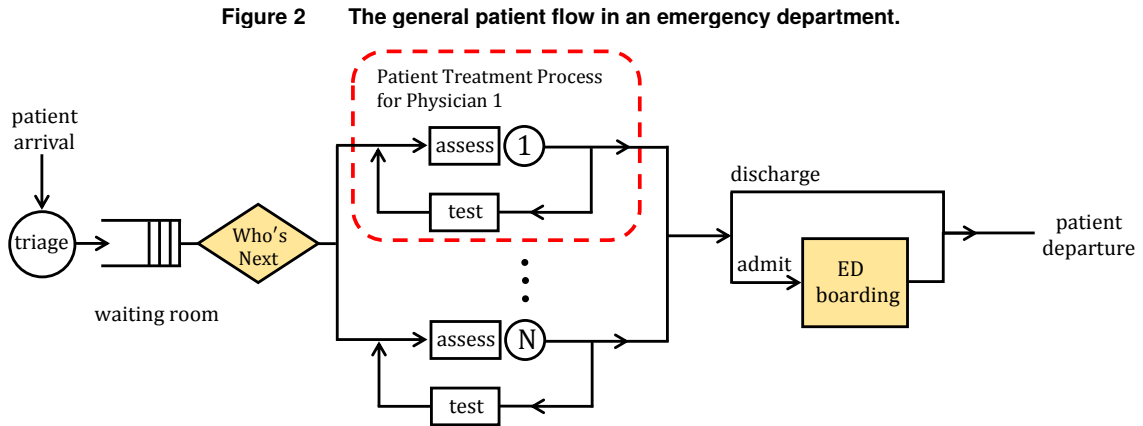 Figure 2 The general patient flow in an emergency department.
patient
arrival
triage
waiting room
Who's
Next
Patient Treatment Process
for Physician 1
assess 1
test
assess N
test
discharge
admit
ED
boarding
patient
departure